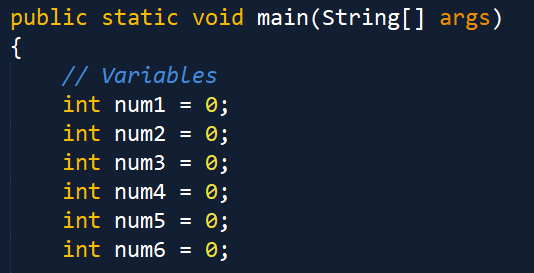 public static void main(String[] args)
{
// Variables
int num1 = 0;
int num2 = 0;
int num3 = 0;
int num4 = 0;
int num5 = 0;
int num6 = 0;